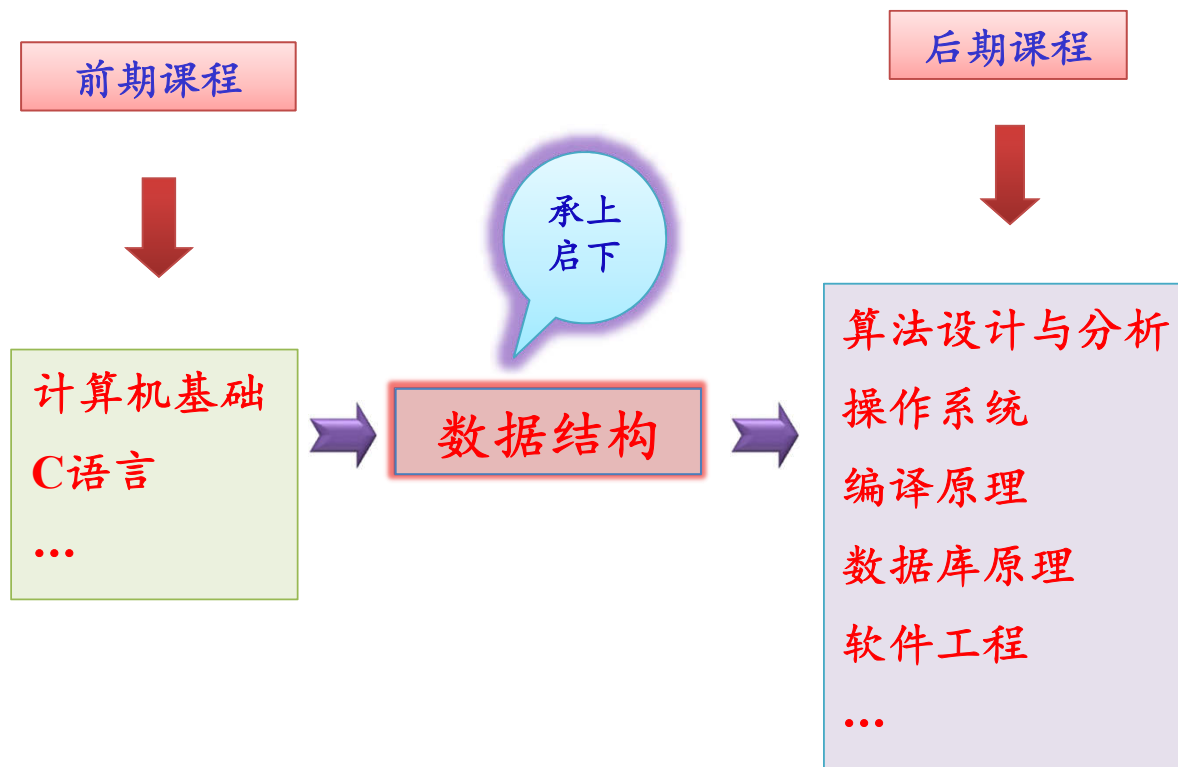 前期课程
后期课程
承上
启下
计算机基础
C语言
...
数据结构
算法设计与分析
操作系统
编译原理
数据库原理
软件工程
...